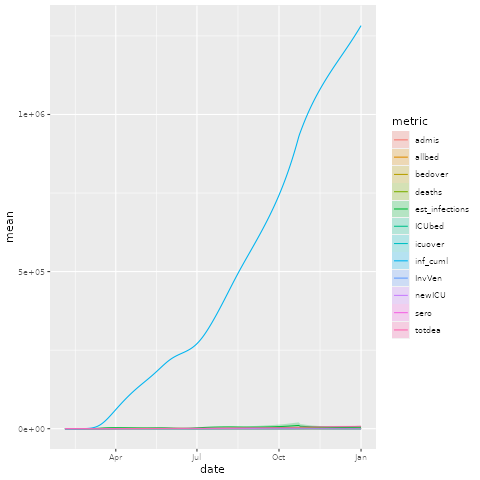 mean
1e+06
5e+05
0e+00
Apr
Jul
Oct
Jan
date
metric
admis
allbed
bedover
deaths
est_infections
ICUbed
icuover
inf_cuml
InvVen
newICU
sero
totdea